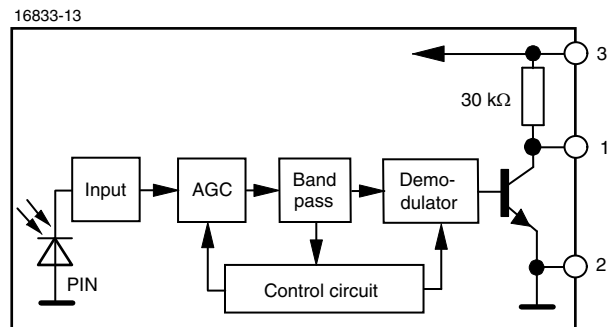 16833-13
3
30 kΩ
1
Input
AGC
Band
pass
Demo-
dulator
2
PIN
Control circuit